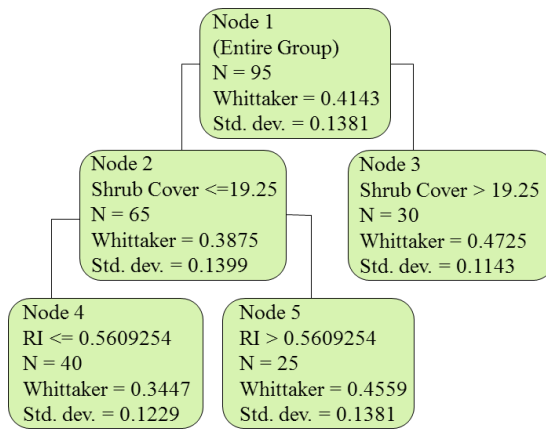 Node 1
(Entire Group)
N = 95
Whittaker = 0.4143
Std. dev. = 0.1381
Node 2
Shrub Cover <=19.25
N = 65
Whittaker = 0.3875
Std. dev. = 0.1399
Node 3
Shrub Cover > 19.25
N = 30
Whittaker = 0.4725
Std. dev. = 0.1143
Node 4
RI <= 0.5609254
N = 40
Whittaker = 0.3447
Std. dev. = 0.1229
Node 5
RI > 0.5609254
N = 25
Whittaker = 0.4559
Std. dev. = 0.1381